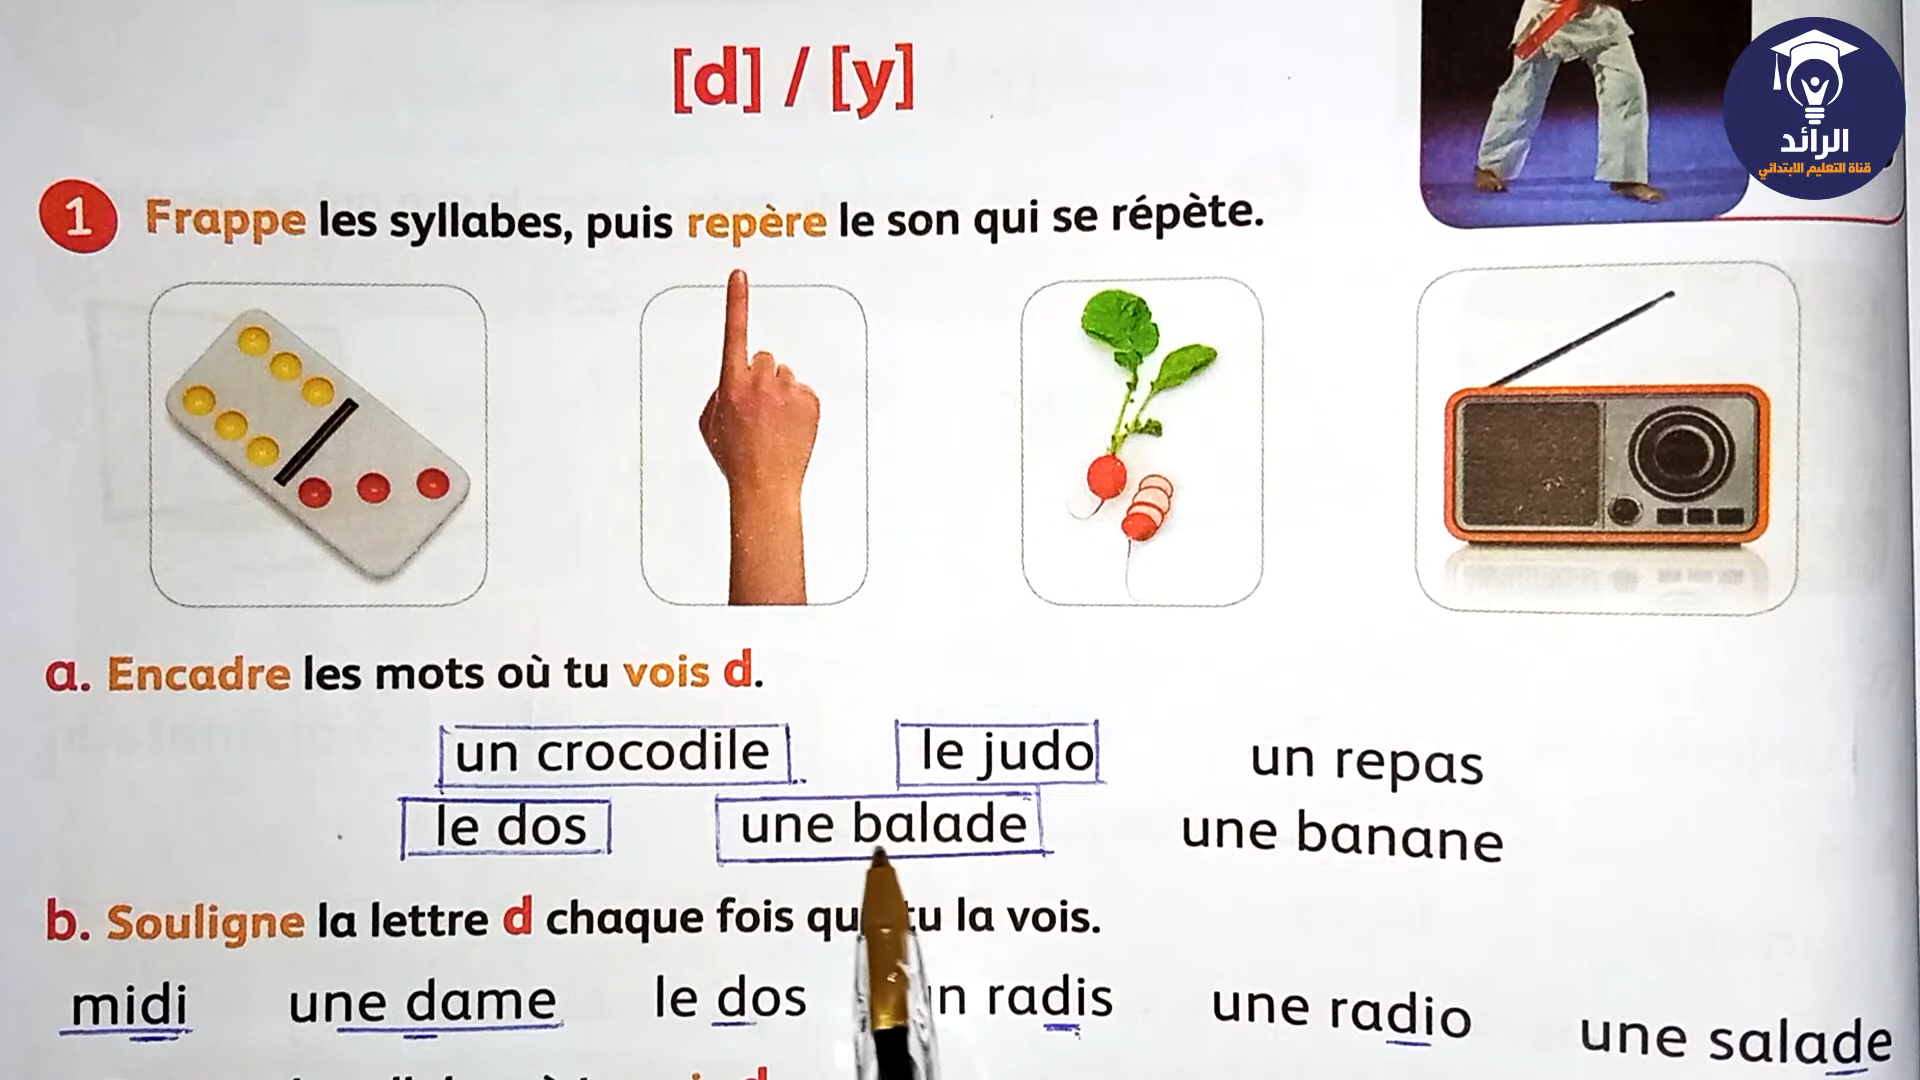 [d] / [y]
الرائد
قناة التعليم الابتدائي
1 Frappe les syllabes, puis repère le son qui se répète.
a. Encadre les mots où tu vois d.
un crocodile le judo un repas
le dos une balade une banane
b. Souligne la lettre d chaque fois tu la vois.
midi une dame le dos radis une radio une salade